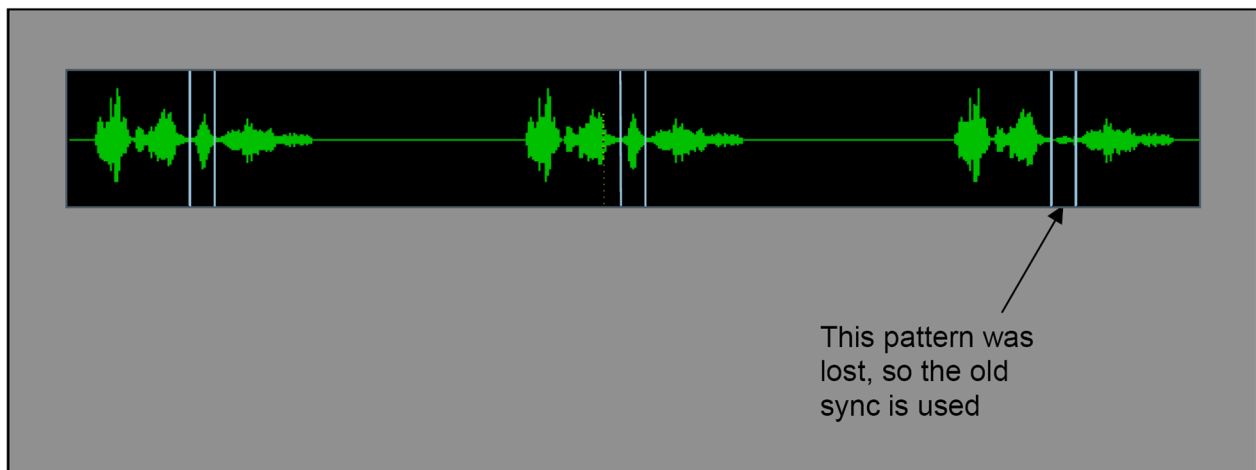 This pattern was
lost, so the old
sync is used